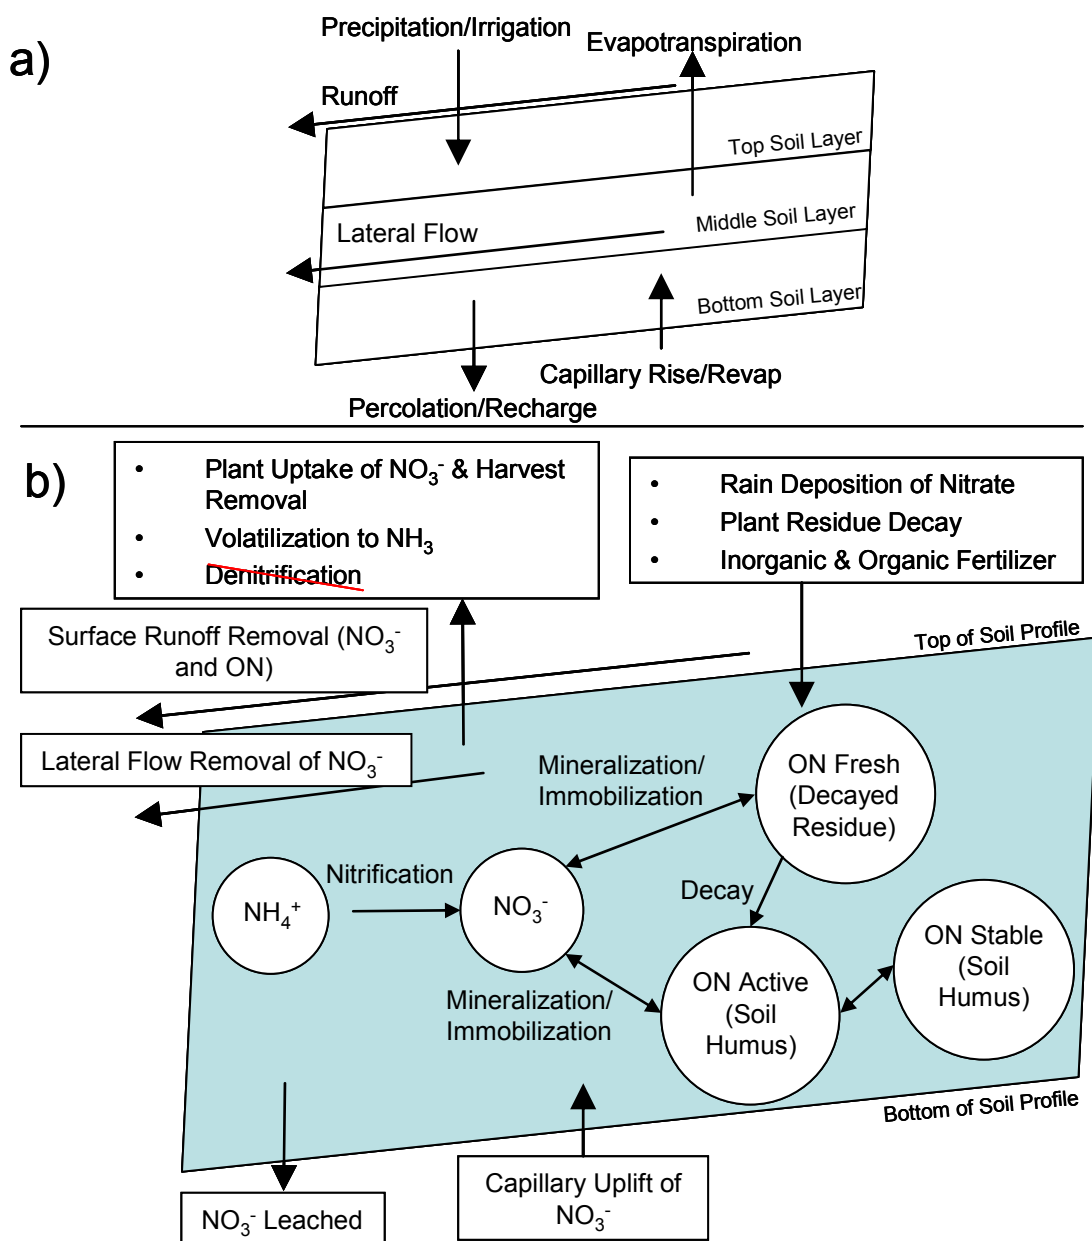 a)
Precipitation/Irrigation
Evapotranspiration
Runoff
Top Soil Layer
Lateral Flow
Middle Soil Layer
Bottom Soil Layer
Capillary Rise/Revap
Percolation/Recharge
b)
• Plant Uptake of NO₃⁻ & Harvest
Removal
• Volatilization to NH₃
• Denitrification
• Rain Deposition of Nitrate
• Plant Residue Decay
• Inorganic & Organic Fertilizer
Surface Runoff Removal (NO₃⁻
and ON)
Top of Soil Profile
Lateral Flow Removal of NO₃⁻
Mineralization/
Immobilization
ON Fresh
(Decayed
Residue)
Nitrification
NH₄⁺
NO₃⁻
Decay
ON Stable
(Soil
Humus)
Mineralization/
Immobilization
ON Active
(Soil
Humus)
Bottom of Soil Profile
NO₃⁻ Leached
Capillary Uplift of
NO₃⁻